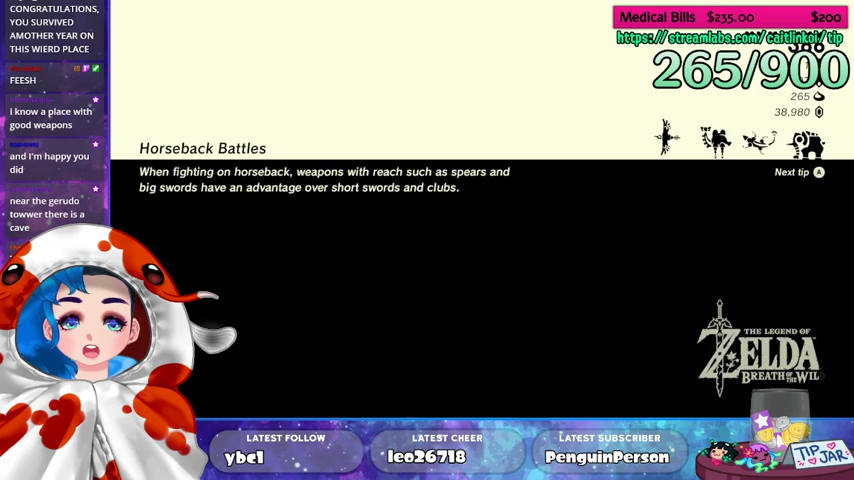 CONGRATULATIONS,
YOU SURVIVED
AMOTHER YEAR ON
THIS WIERD PLACE
FEESH
i know a place with
good weapons
and I'm happy you
did
near the gerudo
towwer there is a
cave
Medical Bills $235.00 $200
https://streamlabs.com/caitlinkoi/tip
265/900
265
38,980
Horseback Battles
When fighting on horseback, weapons with reach such as spears and
big swords have an advantage over short swords and clubs.
Next tip A
THE LEGEND OF
ZELDA
BREATH OF THE WILD
LATEST FOLLOW
ybc1
LATEST CHEER
leo26718
LATEST SUBSCRIBER
PenguinPerson
TIP
JAR